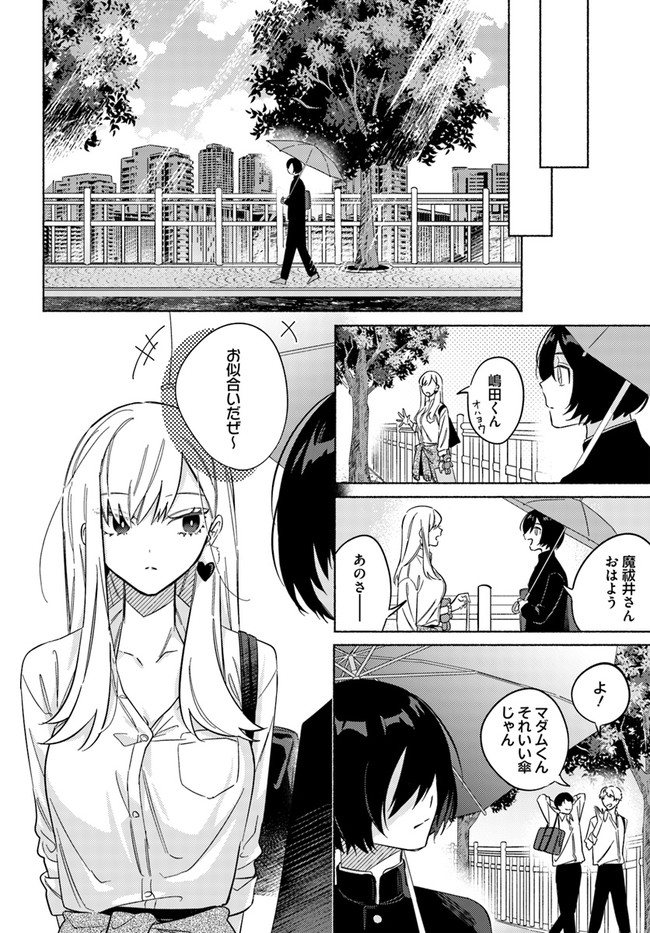 嶋田くん
オハヨウ
魔祓井さん
おはよう
あのさ――
よ！
マダムくん
それいい傘
じゃん
お似合いだぜ～